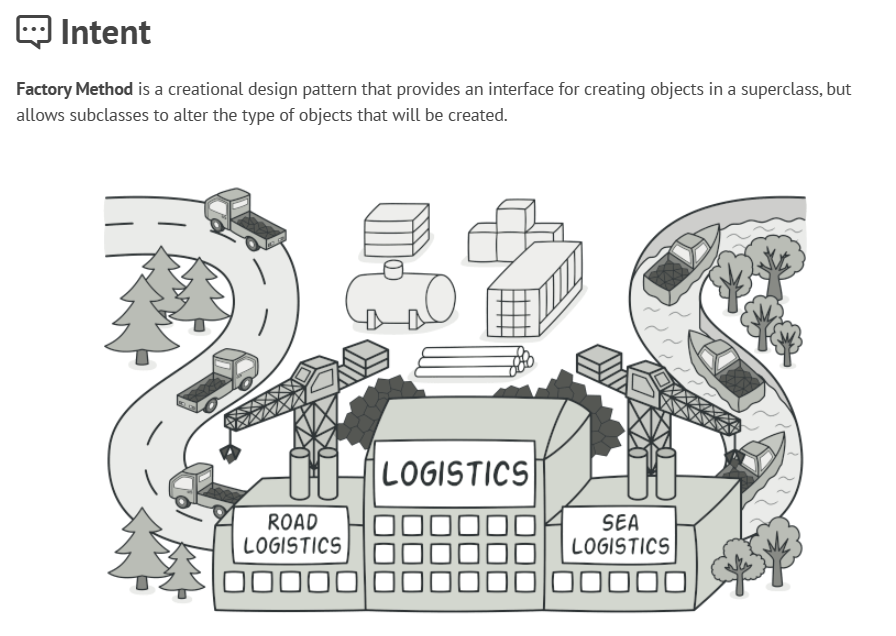 Intent
Factory Method is a creational design pattern that provides an interface for creating objects in a superclass, but
allows subclasses to alter the type of objects that will be created.
LOGISTICS
ROAD
LOGISTICS
SEA
LOGISTICS